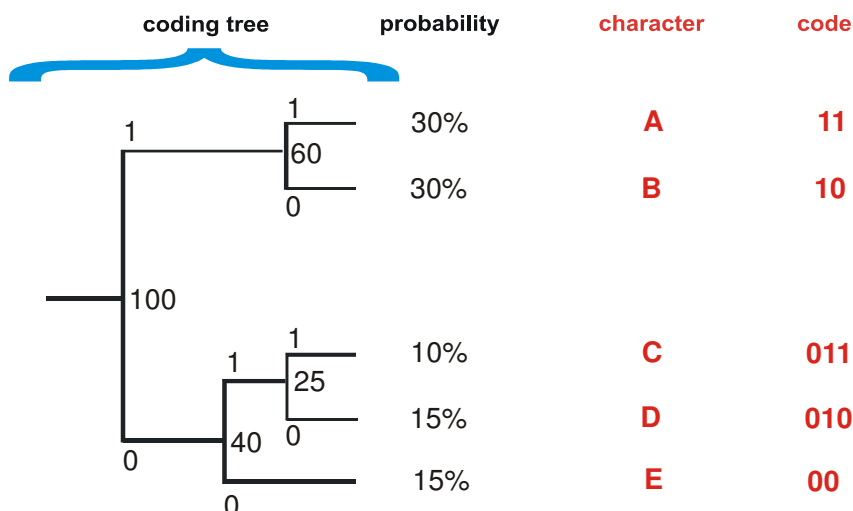 coding tree probability character code
1
1 30% A 11
60
0 30% B 10
100
1 10% C 011
1
25
0 15% D 010
40
0
15% E 00
0